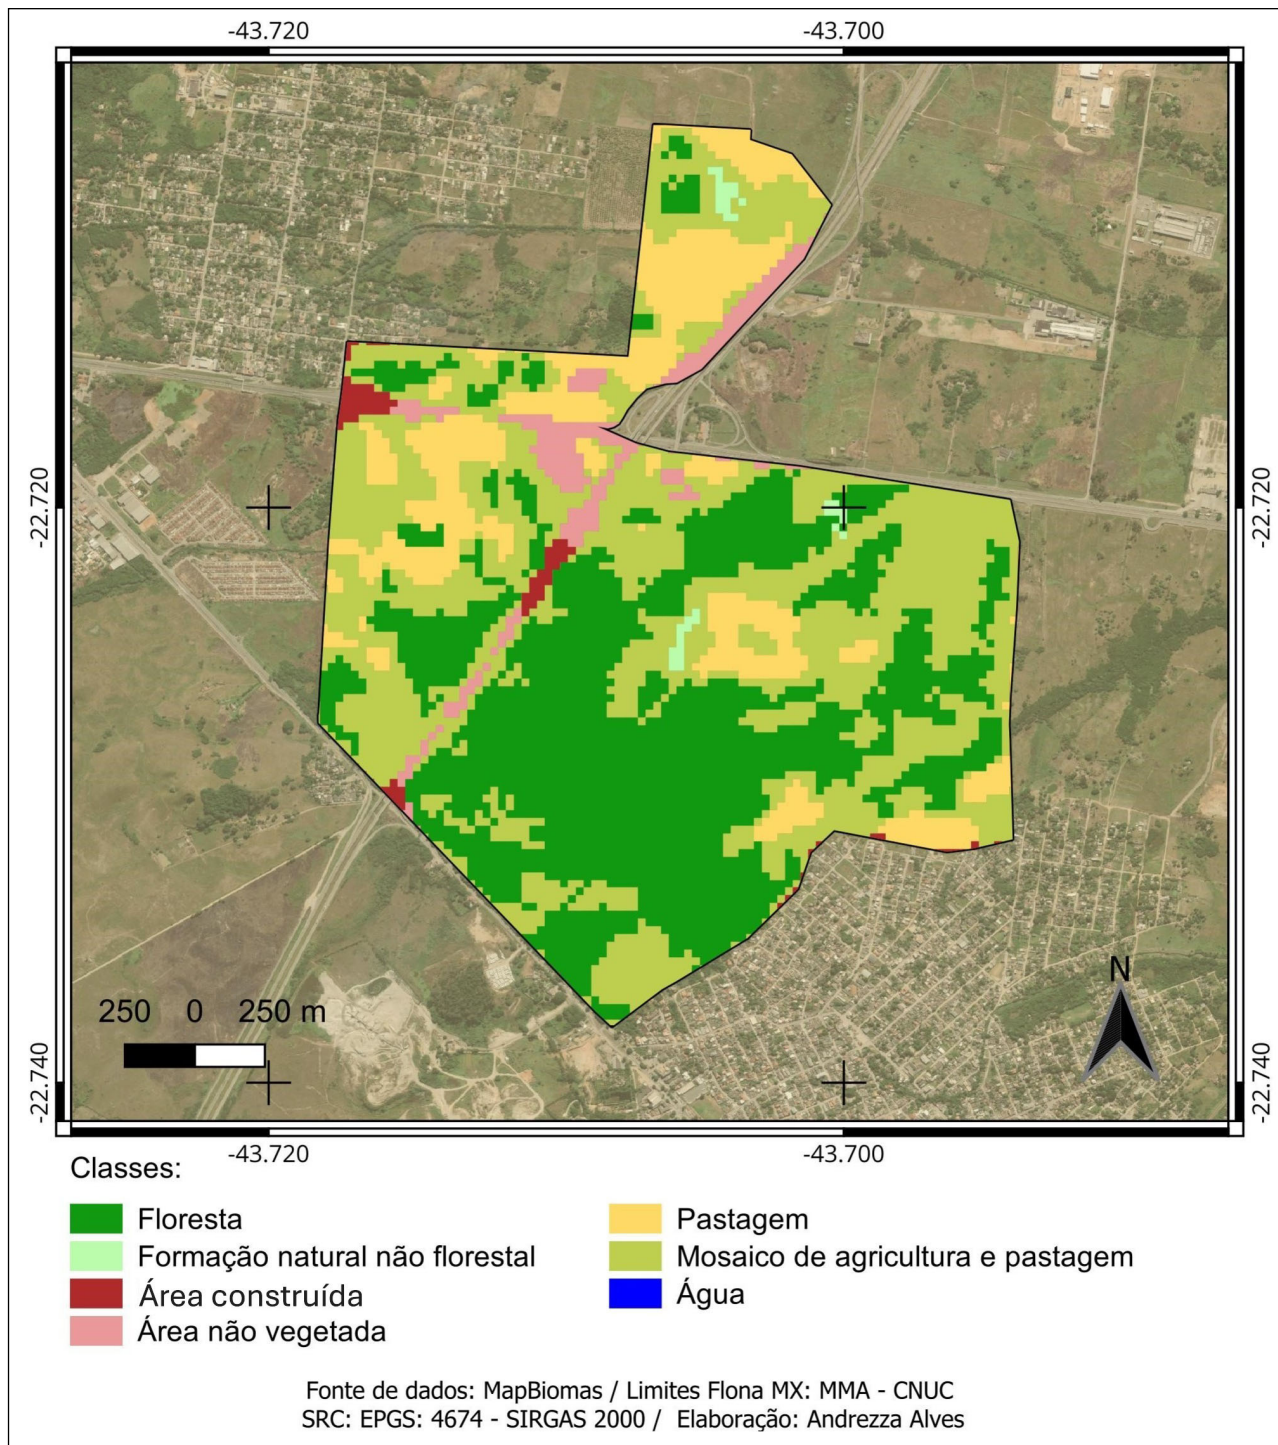 -43.720
-43.700
-22.720
-22.720
-22.740
-22.740
N
250 0 250 m
-43.720
-43.700
Classes:
Floresta
Formação natural não florestal
Área construída
Área não vegetada
Pastagem
Mosaico de agricultura e pastagem
Água
Fonte de dados: MapBiomas / Limites Flona MX: MMA - CNUC
SRC: EPGS: 4674 - SIRGAS 2000 / Elaboração: Andrezza Alves